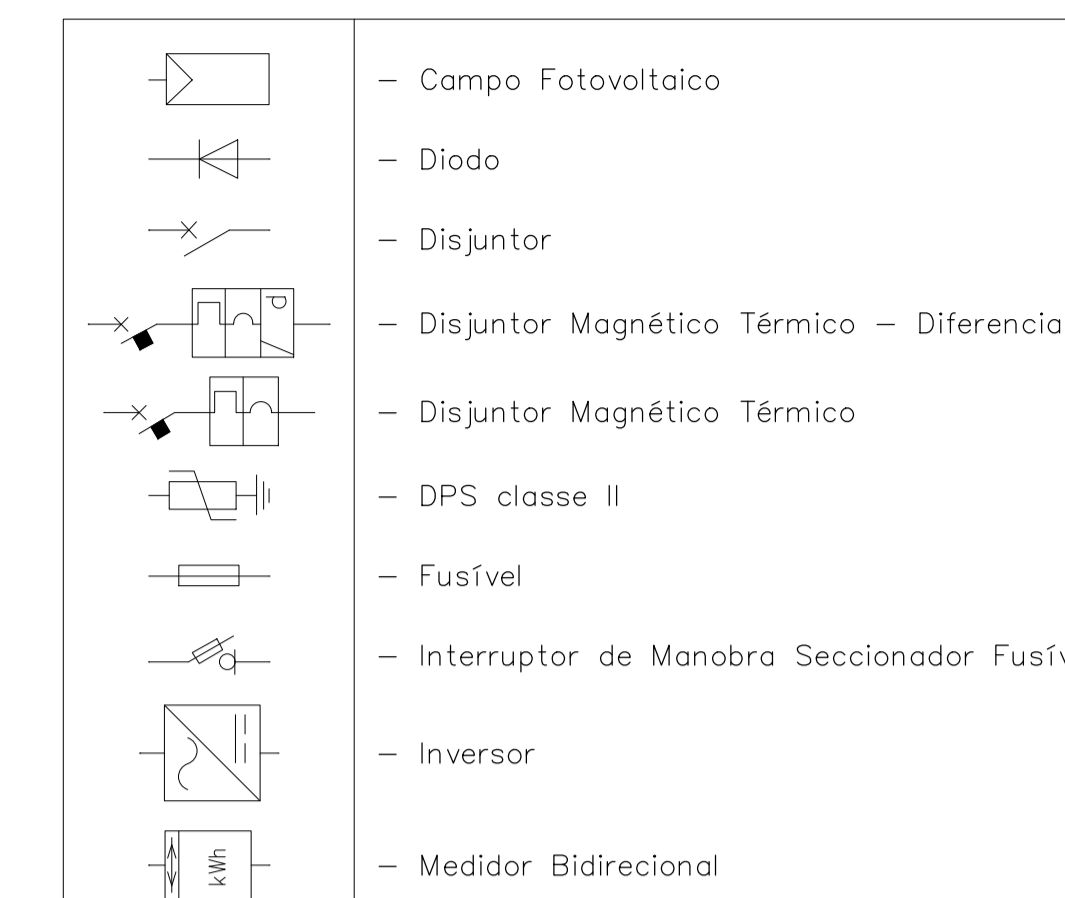 – Campo Fotovoltaico
– Diodo
– Disjuntor
d
– Disjuntor Magnético Térmico – Diferencia
– Disjuntor Magnético Térmico
– DPS classe II
– Fusível
– Interruptor de Manobra Seccionador Fusív
– Inversor
kWh
– Medidor Bidirecional